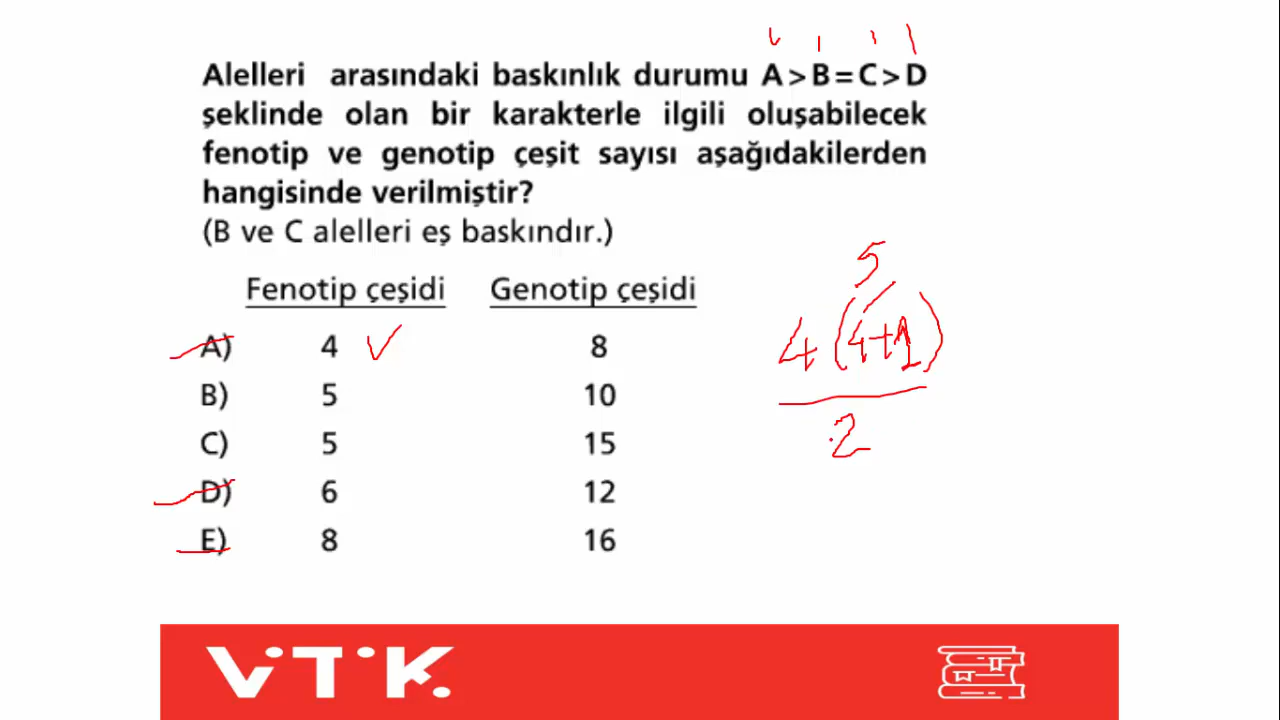 Alelleri arasındaki baskınlık durumu A > B = C > D
şeklinde olan bir karakterle ilgili oluşabilecek
fenotip ve genotip çeşit sayısı aşağıdakilerden
hangisinde verilmiştir?
(B ve C alelleri eş baskındır.)
Fenotip çeşidi Genotip çeşidi
A) 4 ✓ 8
B) 5 10
C) 5 15
D) 6 12
E) 8 16
5
4 (4+1)
2
VİTİK.